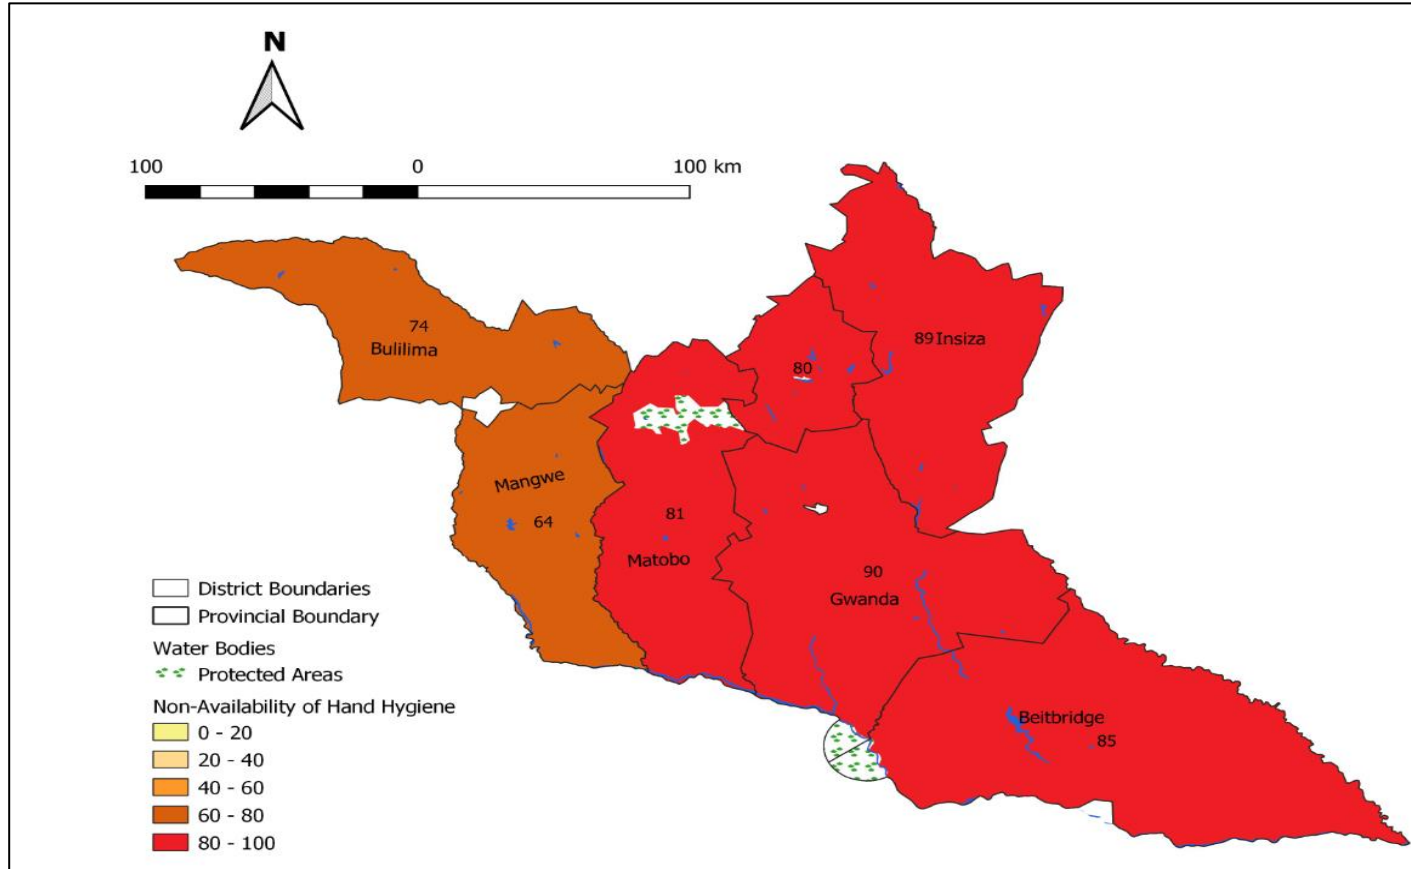 N
100 0 100 km
74
Bulilima
89 Insiza
80
Mangwe
64
81
Matobo
90
Gwanda
Beitbridge
85
District Boundaries
Provincial Boundary
Water Bodies
Protected Areas
Non-Availability of Hand Hygiene
0 - 20
20 - 40
40 - 60
60 - 80
80 - 100